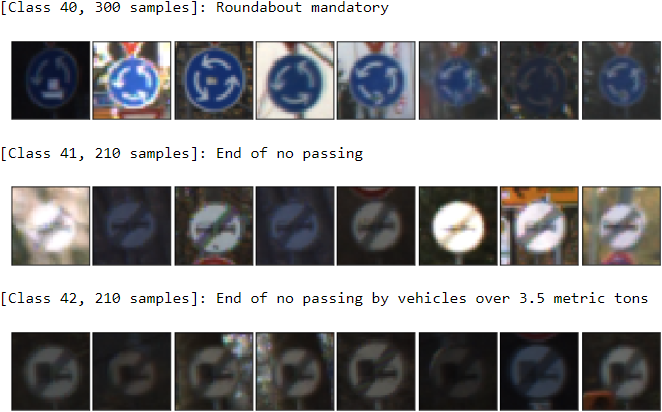 [Class 40, 300 samples]: Roundabout mandatory
[Class 41, 210 samples]: End of no passing
[Class 42, 210 samples]: End of no passing by vehicles over 3.5 metric tons